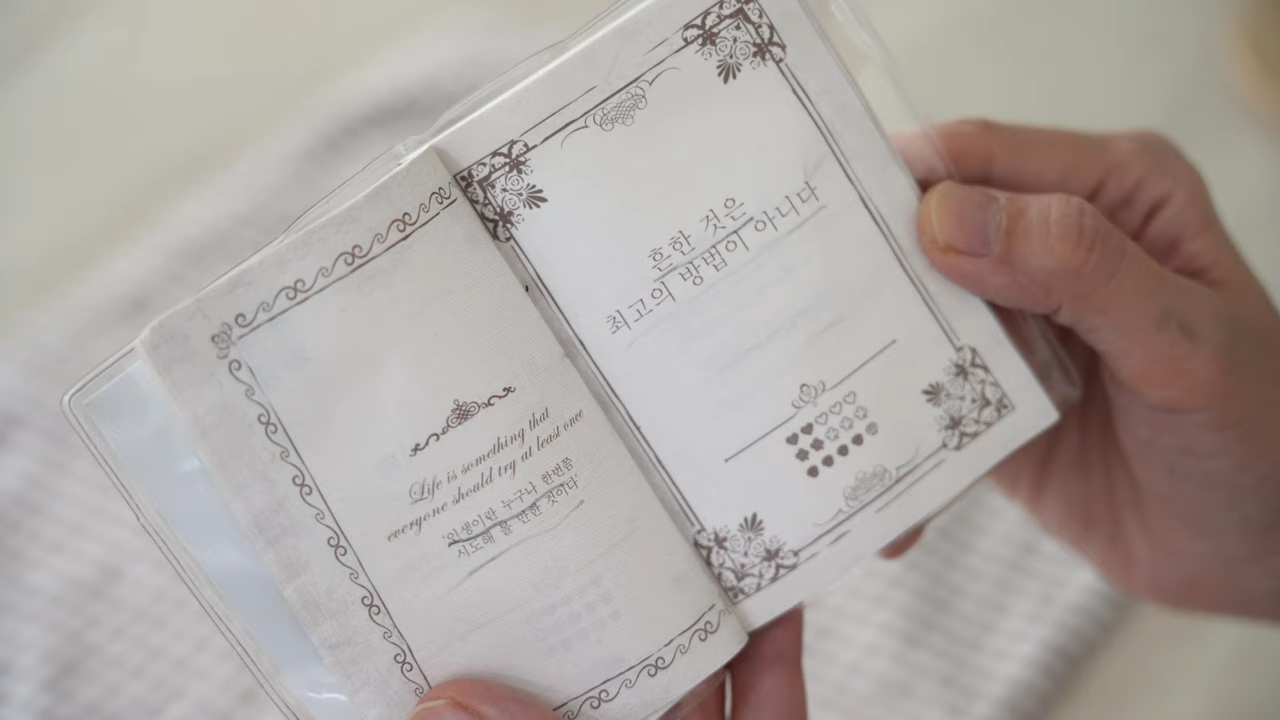 Life is something that
everyone should try at least once
'인생이란 누구나 한번쯤
시도해 볼 만한 것이다'
흔한 것은
최고의 방법이 아니다